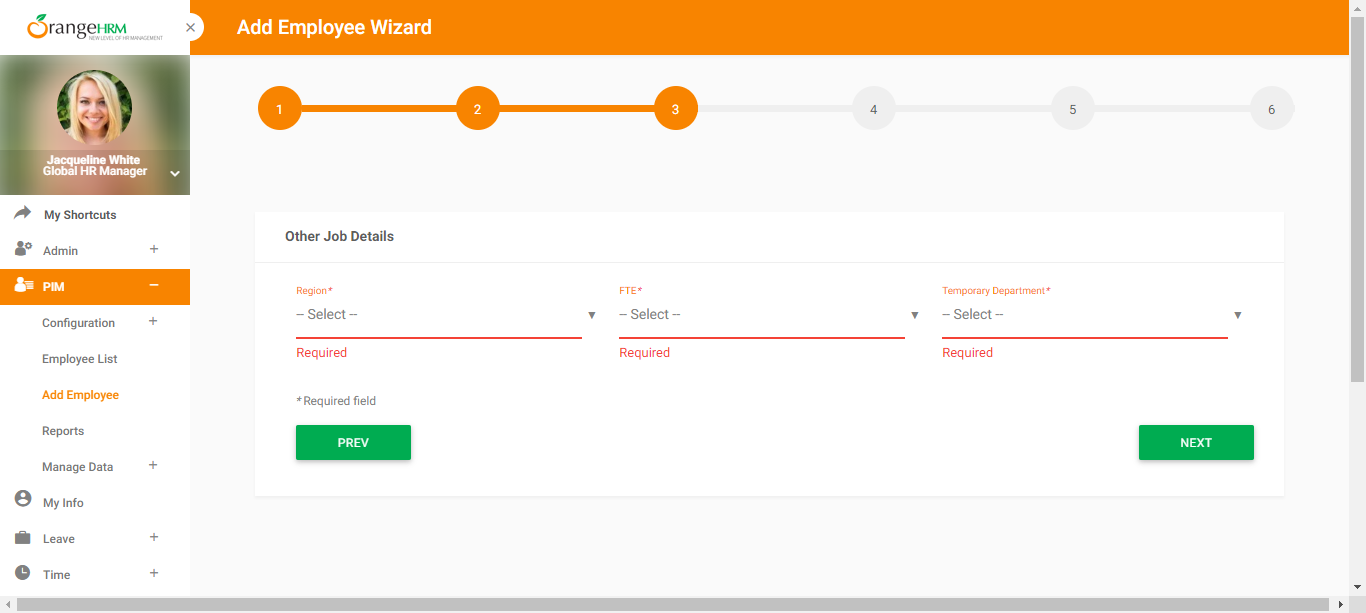 OrangeHRM
NEW LEVEL OF HR MANAGEMENT
×
Add Employee Wizard
1
2
3
4
5
6
Jacqueline White
Global HR Manager
My Shortcuts
Admin +
PIM −
Configuration +
Employee List
Add Employee
Reports
Manage Data +
My Info
Leave +
Time +
Other Job Details
Region* FTE* Temporary Department*
-- Select -- -- Select -- -- Select --
Required Required Required
* Required field
PREV NEXT